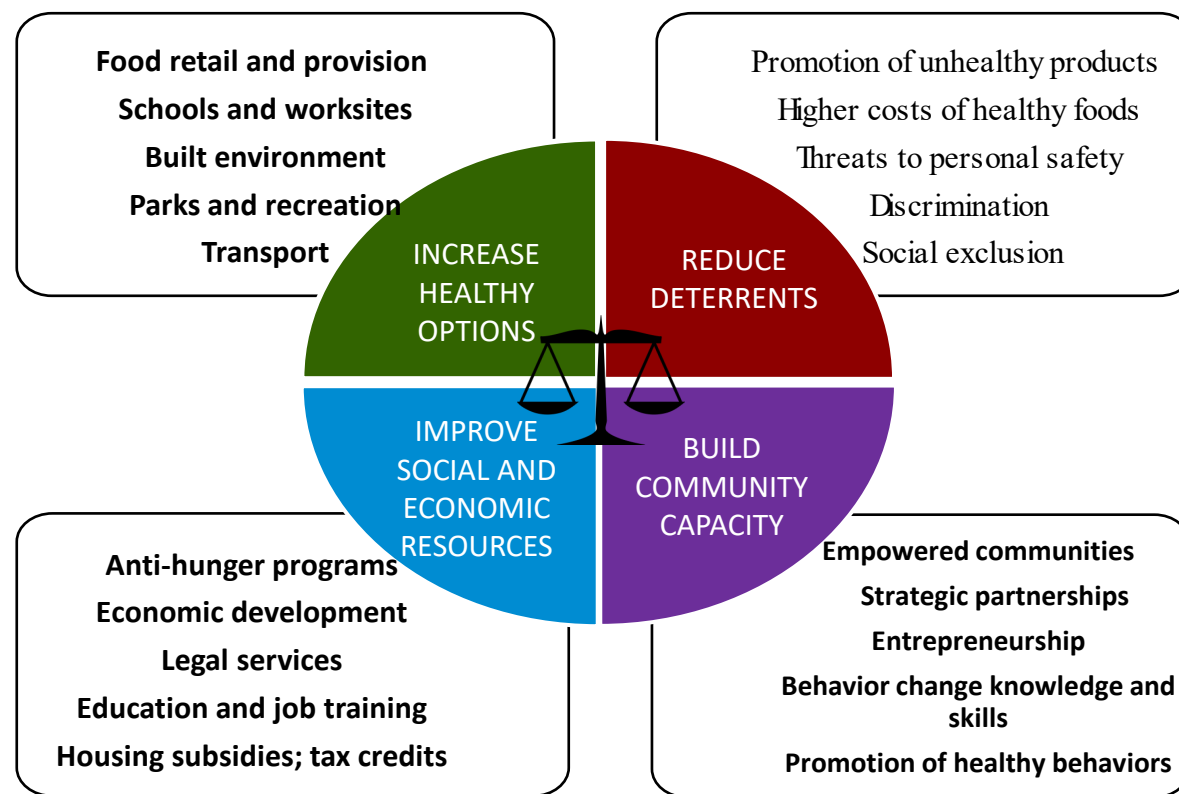 Food retail and provision
Schools and worksites
Built environment
Parks and recreation
Transport
Promotion of unhealthy products
Higher costs of healthy foods
Threats to personal safety
Discrimination
Social exclusion
INCREASE
HEALTHY
OPTIONS
REDUCE
DETERRENTS
IMPROVE
SOCIAL AND
ECONOMIC
RESOURCES
BUILD
COMMUNITY
CAPACITY
Anti-hunger programs
Economic development
Legal services
Education and job training
Housing subsidies; tax credits
Empowered communities
Strategic partnerships
Entrepreneurship
Behavior change knowledge and
skills
Promotion of healthy behaviors